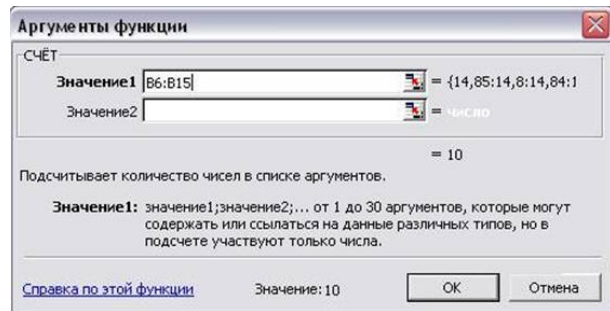 Аргументы функции
СЧЁТ
Значение1 B6:B15 = {14,85:14,8:14,84:1
Значение2 = число
= 10
Подсчитывает количество чисел в списке аргументов.
Значение1: значение1;значение2;... от 1 до 30 аргументов, которые могут
содержать или ссылаться на данные различных типов, но в
подсчете участвуют только числа.
Справка по этой функции Значение:10 ОК Отмена